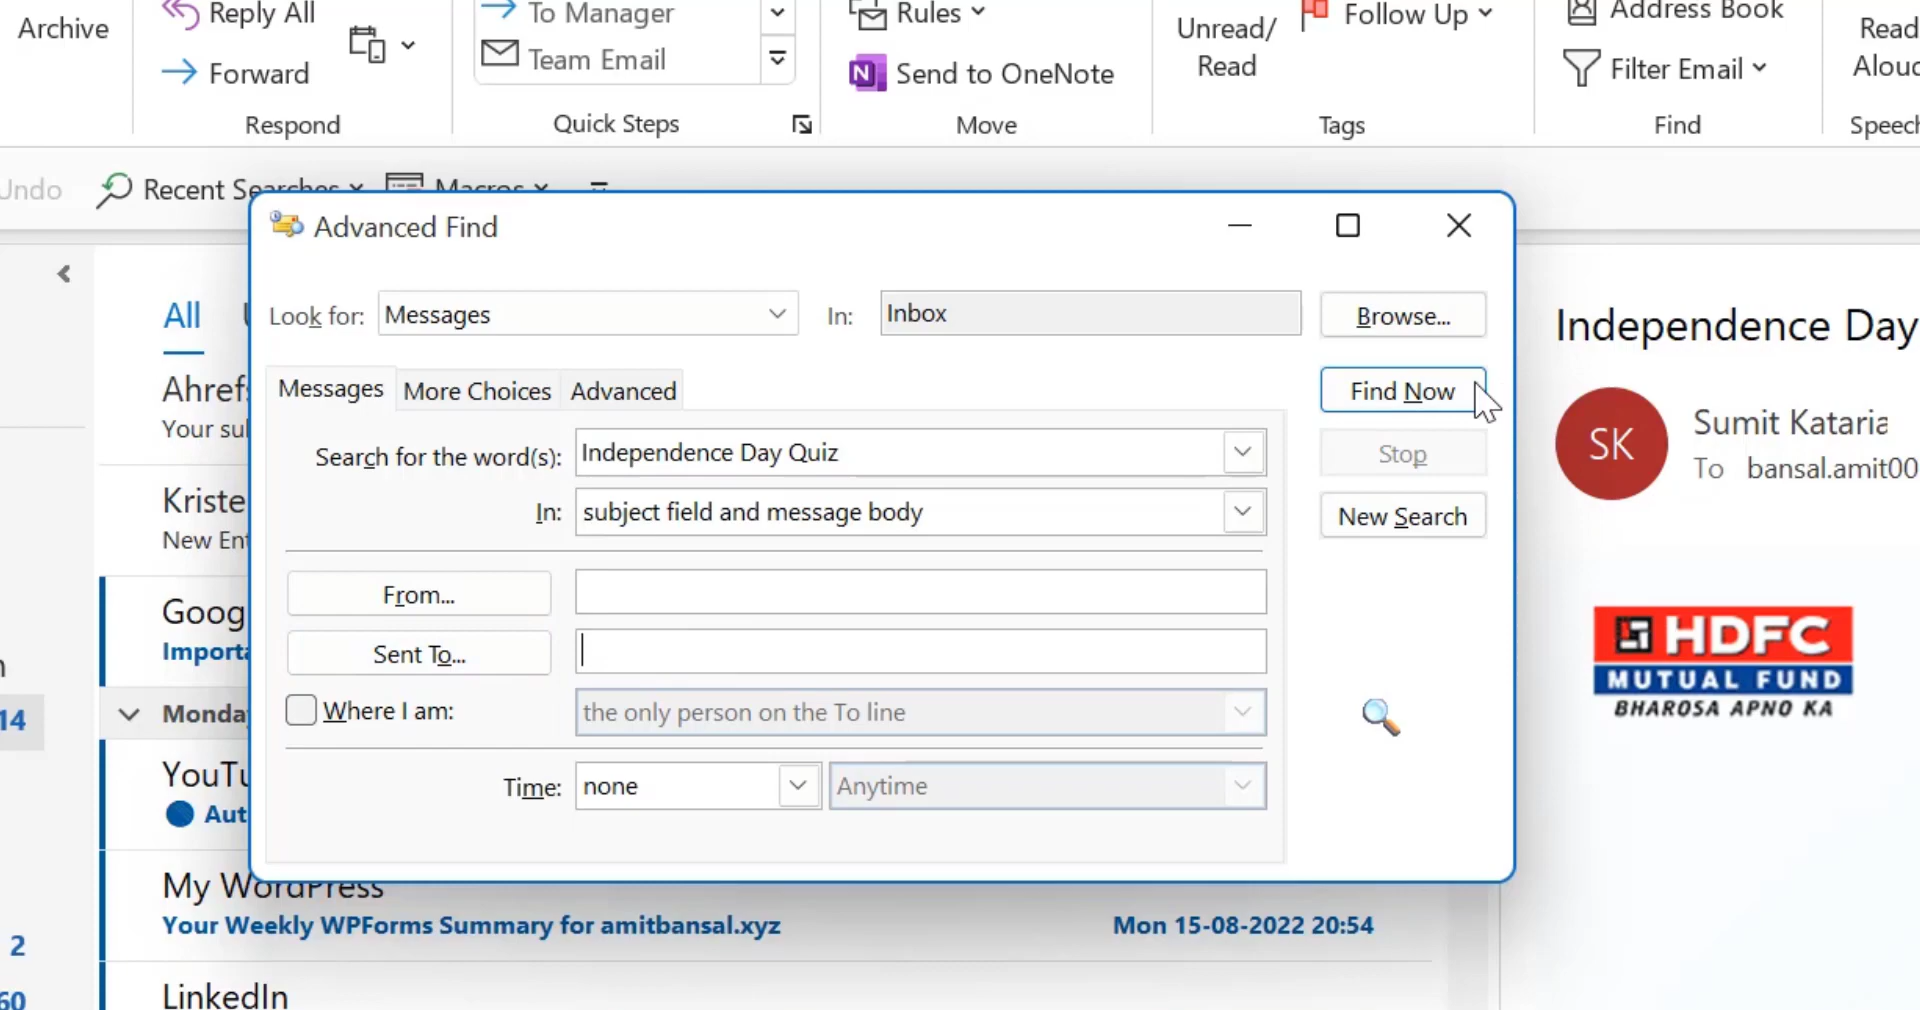 Archive
Reply All
Forward
Respond
To Manager
Team Email
Quick Steps
Rules
Send to OneNote
Move
Unread/
Read
Follow Up
Tags
Address Book
Filter Email
Find
Read
Speech
Undo
Recent Searches
Macros
Advanced Find
Look for:
Messages
In:
Inbox
Browse...
Messages
More Choices
Advanced
Find Now
Search for the word(s):
Independence Day Quiz
Stop
In:
subject field and message body
New Search
From...
Sent To...
Where I am:
the only person on the To line
Time:
none
Anytime
All
Ahrefs
Your
Kriste
New Ent
Goog
Importa
14
Monda
YouTu
Aut
My WordPress
Your Weekly WPForms Summary for amitbansal.xyz
Mon 15-08-2022 20:54
2
60
LinkedIn
Independence Day
SK
Sumit Kataria
To bansal.amit00
HDFC
MUTUAL FUND
BHAROSA APNO KA